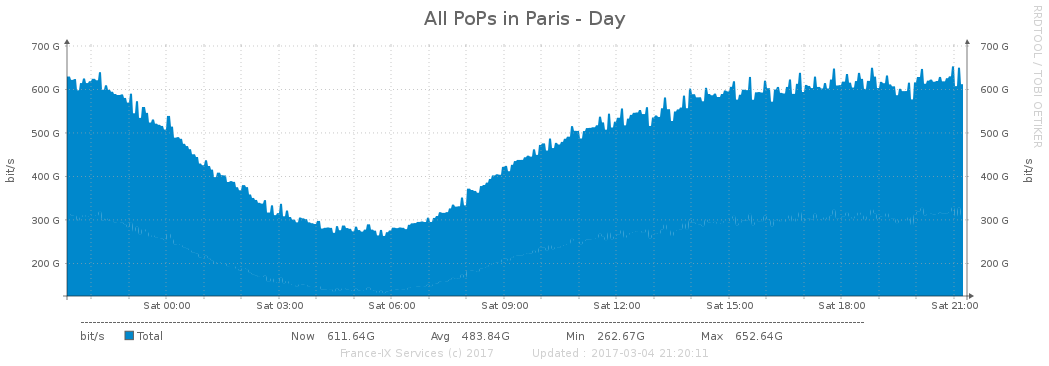 All PoPs in Paris - Day
RRDTOOL / TOBI OETIKER
700 G 700 G
600 G 600 G
500 G 500 G
400 G 400 G
300 G 300 G
200 G 200 G
bit/s bit/s
Sat 00:00 Sat 03:00 Sat 06:00 Sat 09:00 Sat 12:00 Sat 15:00 Sat 18:00 Sat 21:00
bit/s Total Now 611.64G Avg 483.84G Min 262.67G Max 652.64G
France-IX Services (c) 2017 Updated : 2017-03-04 21:20:11